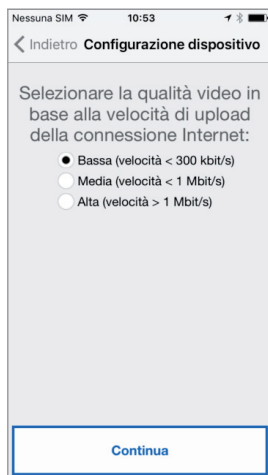 Nessuna SIM 10:53
Indietro Configurazione dispositivo
Selezionare la qualità video in
base alla velocità di upload
della connessione Internet:
Bassa (velocità < 300 kbit/s)
Media (velocità < 1 Mbit/s)
Alta (velocità > 1 Mbit/s)
Continua